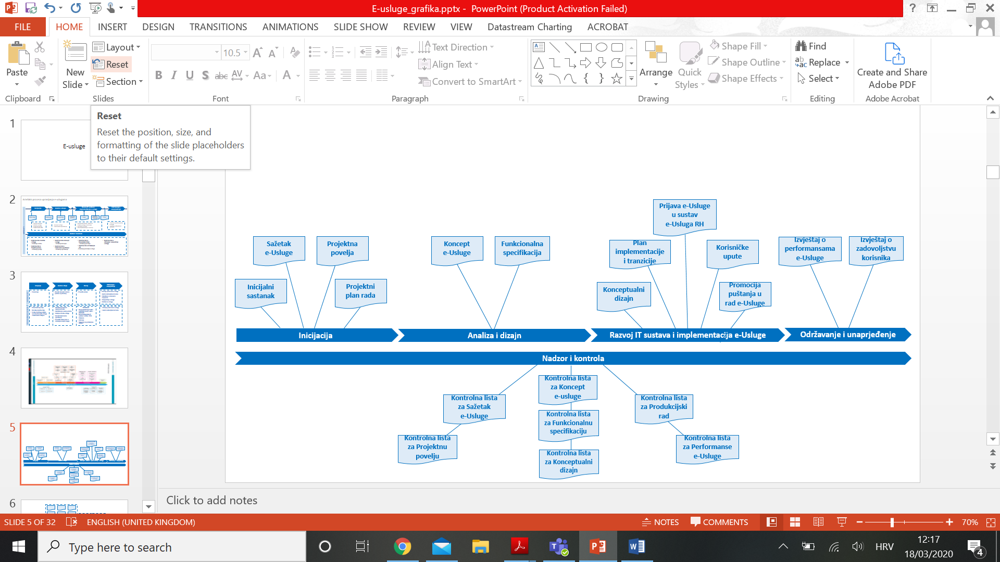 E-usluge_grafika.pptx - PowerPoint (Product Activation Failed)
FILE HOME INSERT DESIGN TRANSITIONS ANIMATIONS SLIDE SHOW REVIEW VIEW Datastream Charting ACROBAT
Paste
Clipboard
New
Slide
Layout
Reset
Section
Slides
10.5
Font
Text Direction
Align Text
Convert to SmartArt
Paragraph
Arrange
Quick
Styles
Shape Fill
Shape Outline
Shape Effects
Drawing
Find
Replace
Select
Editing
Create and Share
Adobe PDF
Adobe Acrobat
Reset
Reset the position, size, and
formatting of the slide placeholders
to their default settings.
1
E-usluge
2
3
4
5
6
Prijava e-Usluge
u sustav
e-Usluga RH
Sažetak
e-Usluge
Projektna
povelja
Koncept
e-Usluge
Funkcionalna
specifikacija
Plan
implementacije
i tranzicije
Korisničke
upute
Izvještaj o
performansama
e-Usluge
Izvještaj o
zadovoljstvu
korisnika
Inicijalni
sastanak
Projektni
plan rada
Konceptualni
dizajn
Promocija
puštanja u
rad e-Usluge
Inicijacija
Analiza i dizajn
Razvoj IT sustava i implementacija e-Usluge
Održavanje i unaprjeđenje
Nadzor i kontrola
Kontrolna lista
za Koncept
e-usluge
Kontrolna lista
za Sažetak
e-Usluge
Kontrolna lista
za Produkcijski
rad
Kontrolna lista
za Funkcionalnu
specifikaciju
Kontrolna lista
za Projektnu
povelju
Kontrolna lista
za Performanse
e-Usluge
Kontrolna lista
za Konceptualni
dizajn
Click to add notes
SLIDE 5 OF 32 ENGLISH (UNITED KINGDOM) NOTES COMMENTS 70%
Type here to search
HRV
12:17
18/03/2020
4